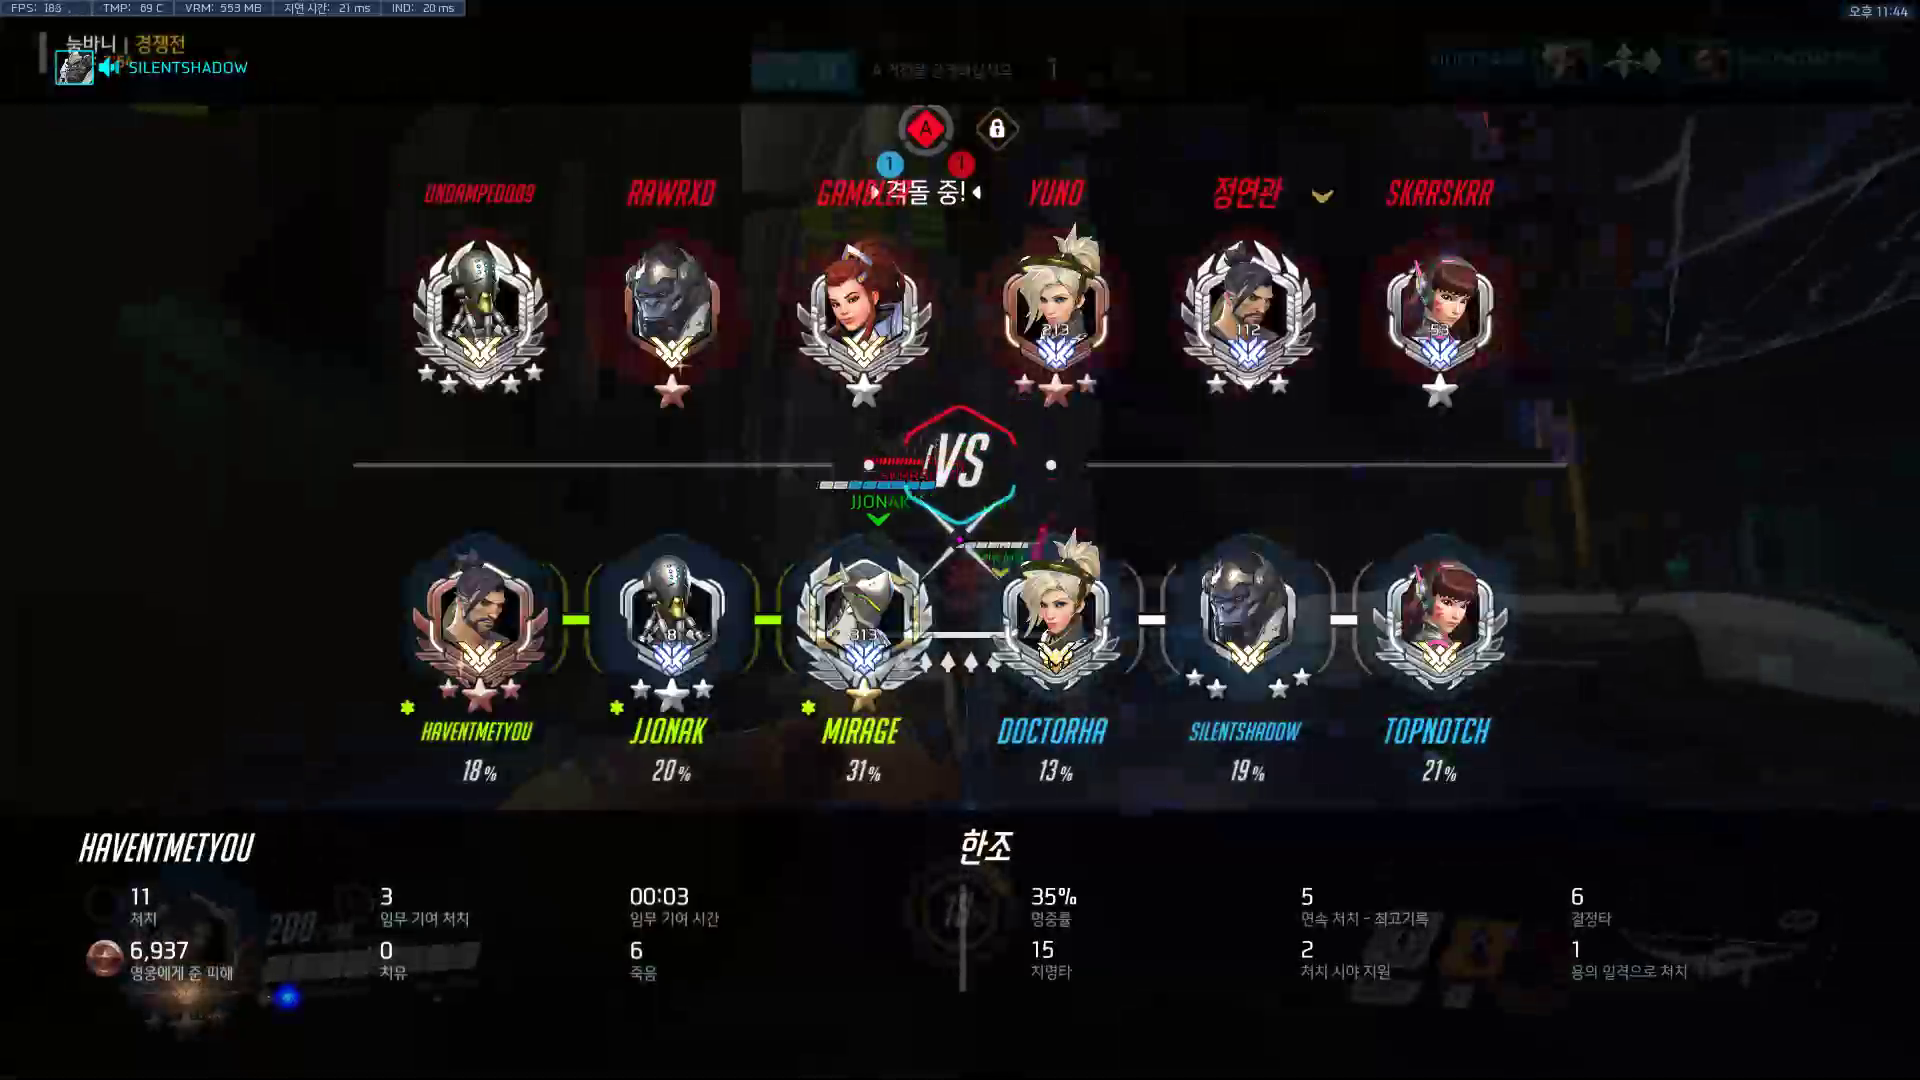 TMP: 69 C
VRM: 553 MB
지연 시간: 21 ms
IND: 20 ms
오후 11:44
눔바니 | 경쟁전
SILENTSHADOW
A
1
1
격돌 중!
RAWRXD
YUNO
정연관
SKRRSKRR
213
112
53
VS
JJONAK
8
313
HAVENTMETYOU
JJONAK
MIRAGE
DOCTORHA
SILENTSHADOW
TOPNOTCH
18%
20%
31%
13%
19%
21%
HAVENTMETYOU
한조
11
처치
3
임무 기여 처치
00:03
임무 기여 시간
35%
명중률
5
연속 처치 - 최고기록
6
결정타
6,937
영웅에게 준 피해
0
치유
6
죽음
15
치명타
2
처치 시야 지원
1
용의 일격으로 처치
200